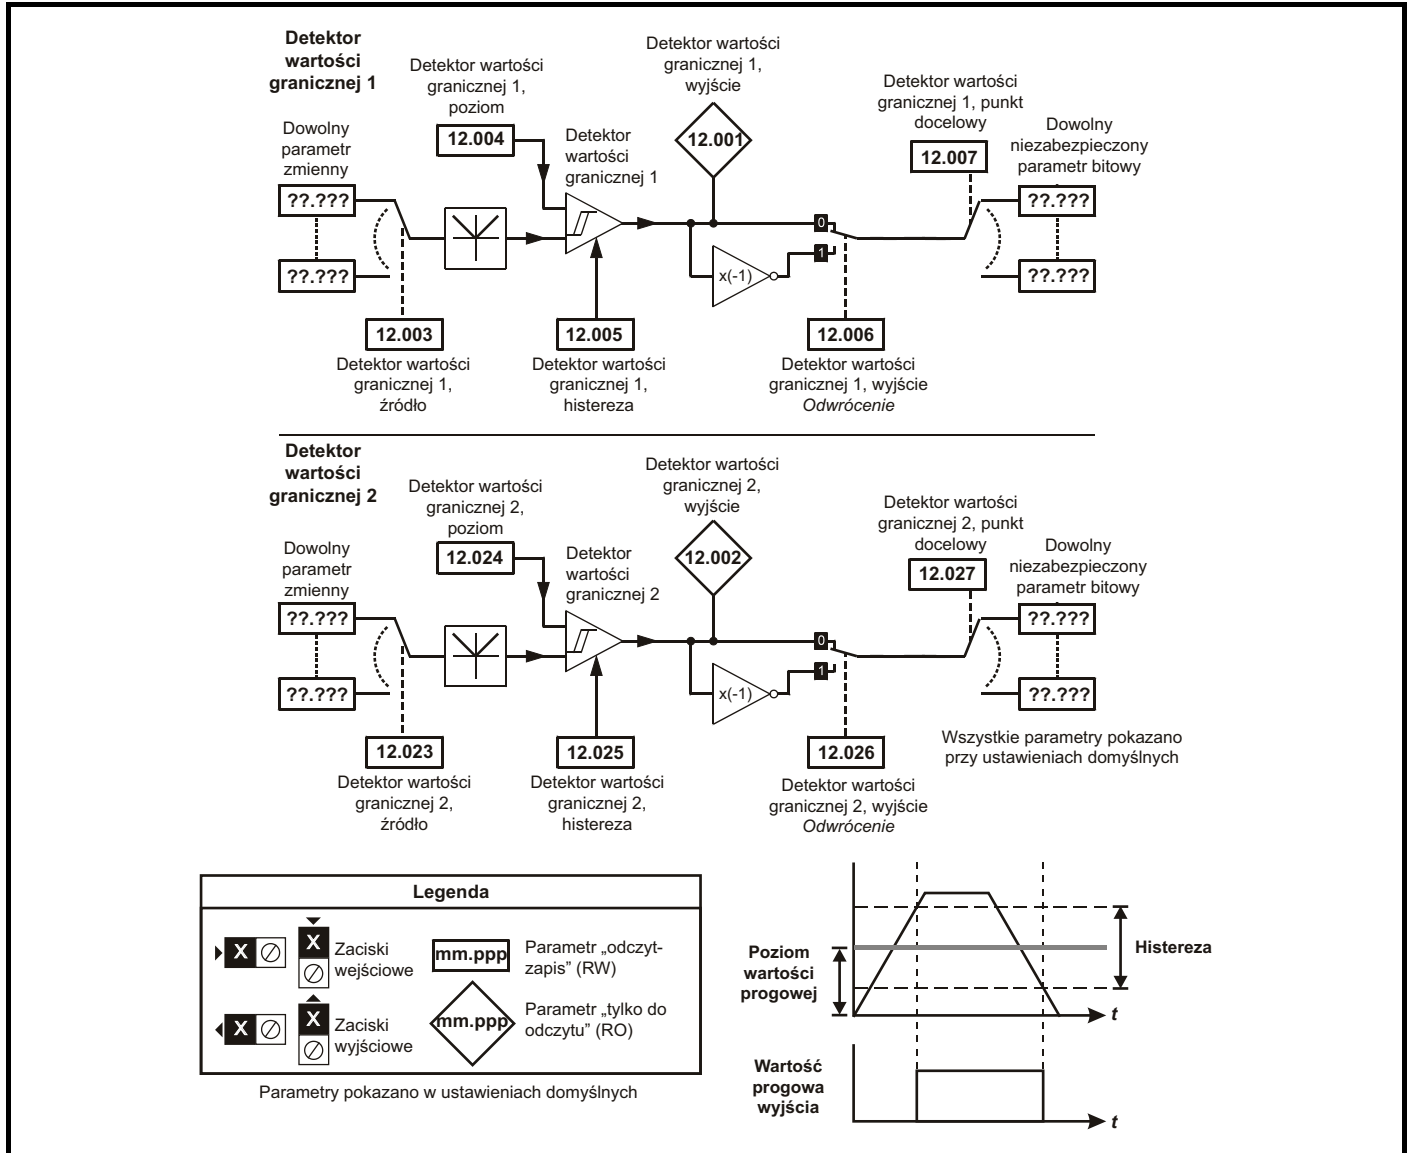 Detektor
wartości
granicznej 1
Detektor wartości
granicznej 1,
poziom
12.004
Detektor wartości
granicznej 1,
wyjście
12.001
Detektor wartości
granicznej 1, punkt
docelowy
12.007
Dowolny
parametr
zmienny
??.???
??.???
Detektor
wartości
granicznej 1
Dowolny
niezabezpieczony
parametr bitowy
??.???
??.???
0
1
x(-1)
12.003
Detektor wartości
granicznej 1,
źródło
12.005
Detektor wartości
granicznej 1,
histereza
12.006
Detektor wartości
granicznej 1, wyjście
Odwrócenie
Detektor
wartości
granicznej 2
Detektor wartości
granicznej 2,
poziom
12.024
Detektor wartości
granicznej 2,
wyjście
12.002
Detektor wartości
granicznej 2, punkt
docelowy
12.027
Dowolny
parametr
zmienny
??.???
??.???
Detektor
wartości
granicznej 2
Dowolny
niezabezpieczony
parametr bitowy
??.???
??.???
0
1
x(-1)
12.023
Detektor wartości
granicznej 2,
źródło
12.025
Detektor wartości
granicznej 2,
histereza
12.026
Detektor wartości
granicznej 2, wyjście
Odwrócenie
Wszystkie parametry pokazano
przy ustawieniach domyślnych
Legenda
X
X
Zaciski
wejściowe
mm.ppp
Parametr „odczyt-
zapis” (RW)
X
X
Zaciski
wyjściowe
mm.ppp
Parametr „tylko do
odczytu” (RO)
Parametry pokazano w ustawieniach domyślnych
Poziom
wartości
progowej
Histereza
t
Wartość
progowa
wyjścia
t